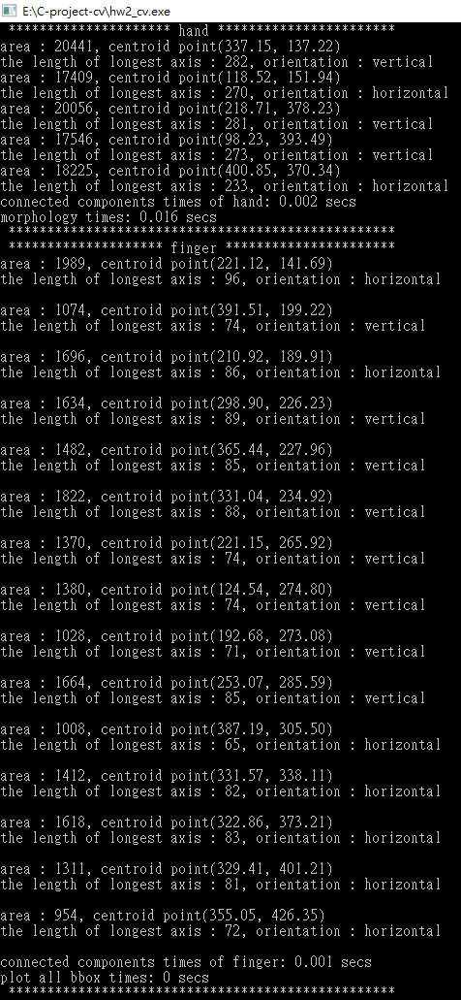 E:\C-project-cv\hw2_cv.exe
********************* hand **********************
area : 20441, centroid point(337.15, 137.22)
the length of longest axis : 282, orientation : vertical
area : 17409, centroid point(118.52, 151.94)
the length of longest axis : 270, orientation : horizontal
area : 20056, centroid point(218.71, 378.23)
the length of longest axis : 281, orientation : vertical
area : 17546, centroid point(98.23, 393.49)
the length of longest axis : 273, orientation : vertical
area : 18225, centroid point(400.85, 370.34)
the length of longest axis : 233, orientation : horizontal
connected components times of hand: 0.002 secs
morphology times: 0.016 secs
**************************************************
******************** finger **********************
area : 1989, centroid point(221.12, 141.69)
the length of longest axis : 96, orientation : horizontal
area : 1074, centroid point(391.51, 199.22)
the length of longest axis : 74, orientation : vertical
area : 1696, centroid point(210.92, 189.91)
the length of longest axis : 86, orientation : horizontal
area : 1634, centroid point(298.90, 226.23)
the length of longest axis : 89, orientation : vertical
area : 1482, centroid point(365.44, 227.96)
the length of longest axis : 85, orientation : vertical
area : 1822, centroid point(331.04, 234.92)
the length of longest axis : 88, orientation : vertical
area : 1370, centroid point(221.15, 265.92)
the length of longest axis : 74, orientation : vertical
area : 1380, centroid point(124.54, 274.80)
the length of longest axis : 74, orientation : vertical
area : 1028, centroid point(192.68, 273.08)
the length of longest axis : 71, orientation : vertical
area : 1664, centroid point(253.07, 285.59)
the length of longest axis : 85, orientation : vertical
area : 1008, centroid point(387.19, 305.50)
the length of longest axis : 65, orientation : horizontal
area : 1412, centroid point(331.57, 338.11)
the length of longest axis : 82, orientation : horizontal
area : 1618, centroid point(322.86, 373.21)
the length of longest axis : 83, orientation : horizontal
area : 1311, centroid point(329.41, 401.21)
the length of longest axis : 81, orientation : horizontal
area : 954, centroid point(355.05, 426.35)
the length of longest axis : 72, orientation : horizontal
connected components times of finger: 0.001 secs
plot all bbox times: 0 secs
**************************************************